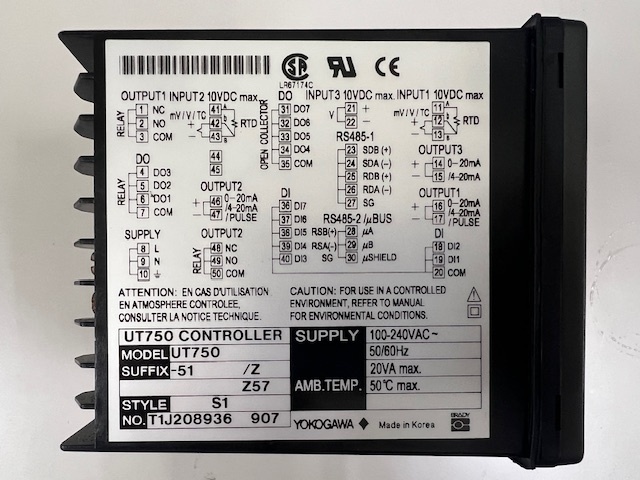 LR67174C
OUTPUT1 INPUT2 10VDC max.
DO INPUT3 10VDC max. INPUT1 10VDC max.
RELAY
1 NC
2 NO
3 COM
mV/V/TC
41 A
42 +
43 -
b
B
RTD
44
45
OPEN COLLECTOR
31 DO7
32 DO6
33 DO5
34 DO4
35 COM
V
21 +
22 -
mV/V/TC
11 A
12 +
13 -
b
B
RTD
RS485-1
23 SDB (+)
24 SDA (-)
25 RDB (+)
26 RDA (-)
27 SG
OUTPUT3
14 0~20mA
15 /4-20mA
DO
RELAY
4 DO3
5 DO2
6 DO1
7 COM
OUTPUT2
46 + 0~20mA
47 - /4-20mA
/PULSE
DI
36 DI7
37 DI6
38 DI5
39 DI4
40 DI3
RS485-2 / µBUS
RSB(+) 28 µA
RSA(-) 29 µB
SG 30 µSHIELD
OUTPUT1
16 + 0~20mA
17 - /4-20mA
/PULSE
SUPPLY
8 L
9 N
10
OUTPUT2
RELAY
48 NC
49 NO
50 COM
DI
18 DI2
19 DI1
20 COM
ATTENTION: EN CAS D'UTILISATION
EN ATMOSPHERE CONTROLEE,
CONSULTER LA NOTICE TECHNIQUE.
CAUTION: FOR USE IN A CONTROLLED
ENVIRONMENT, REFER TO MANUAL
FOR ENVIRONMENTAL CONDITIONS.
UT750 CONTROLLER
MODEL UT750
SUFFIX -51 /Z
Z57
STYLE S1
NO. T1J208936 907
SUPPLY 100-240VAC~
50/60Hz
20VA max.
AMB.TEMP. 50℃ max.
YOKOGAWA Made in Korea
BRADY